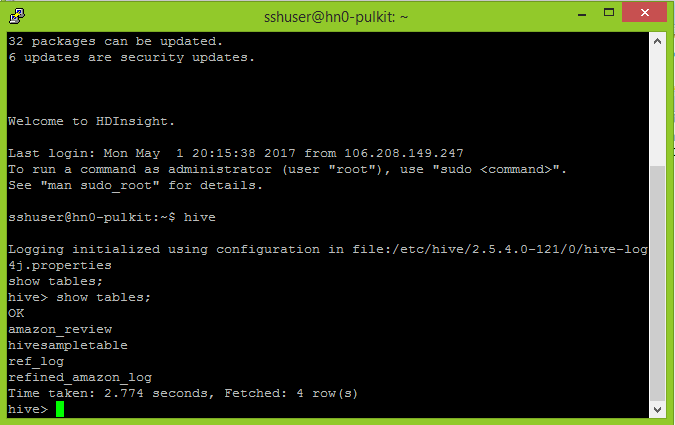 sshuser@hn0-pulkit: ~
32 packages can be updated.
6 updates are security updates.
Welcome to HDInsight.
Last login: Mon May  1 20:15:38 2017 from 106.208.149.247
To run a command as administrator (user "root"), use "sudo <command>".
See "man sudo_root" for details.
sshuser@hn0-pulkit:~$ hive
Logging initialized using configuration in file:/etc/hive/2.5.4.0-121/0/hive-log
4j.properties
show tables;
hive> show tables;
OK
amazon_review
hivesampletable
ref_log
refined_amazon_log
Time taken: 2.774 seconds, Fetched: 4 row(s)
hive>